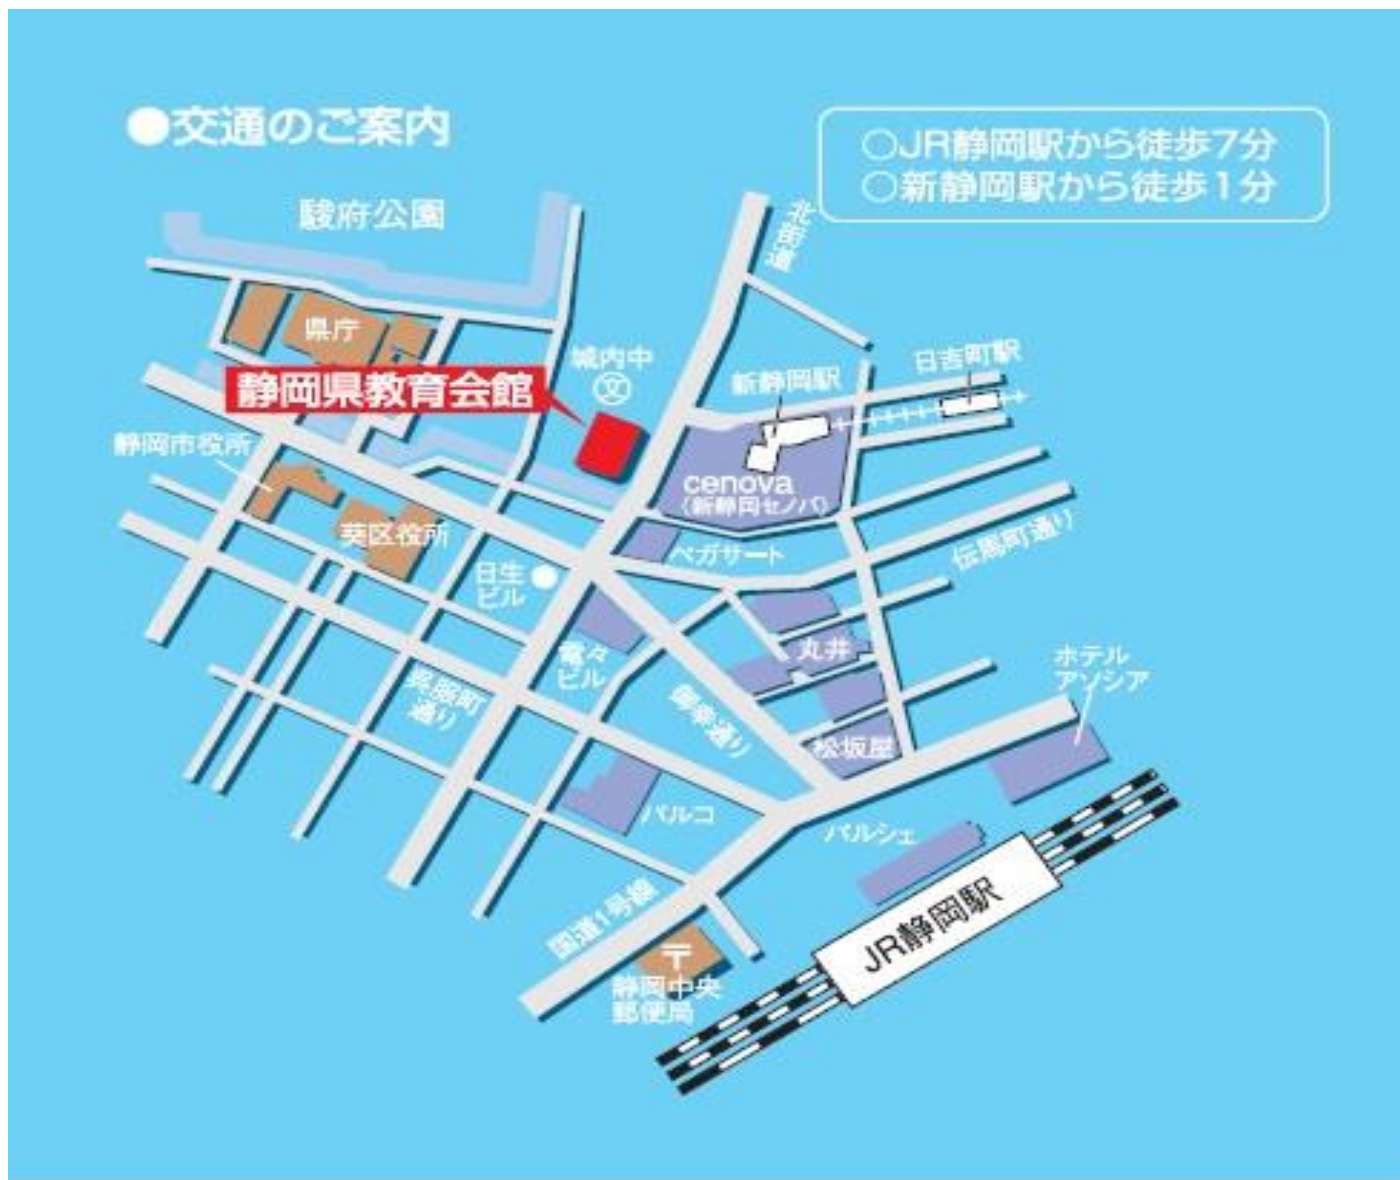 ●交通のご案内
○JR静岡駅から徒歩7分
○新静岡駅から徒歩1分
駿府公園
北街道
県庁
城内中
文
日吉町駅
新静岡駅
静岡県教育会館
静岡市役所
cenova
(新静岡セノバ)
葵区役所
ペガサート
伝馬町通り
日生
ビル
電々
ビル
丸井
ホテル
アソシア
呉服町
通り
御幸通り
松坂屋
パルコ
パルシェ
国道1号線
JR静岡駅
〒
静岡中央
郵便局